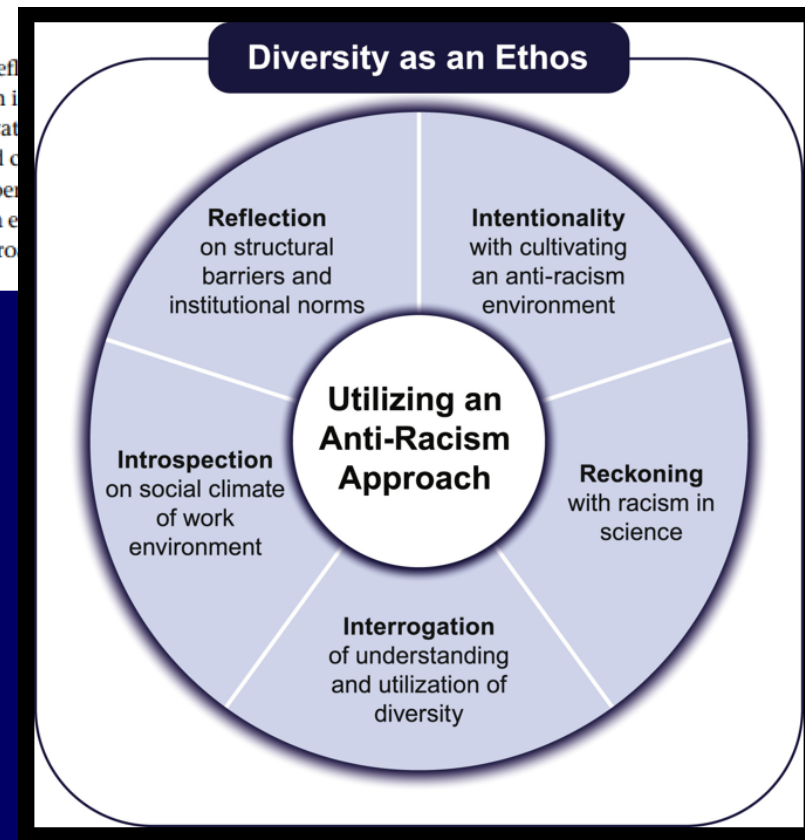 Diversity as an Ethos
Reflection
on structural
barriers and
institutional norms
Intentionality
with cultivating
an anti-racism
environment
Utilizing an
Anti-Racism
Approach
Introspection
on social climate
of work
environment
Reckoning
with racism in
science
Interrogation
of understanding
and utilization of
diversity